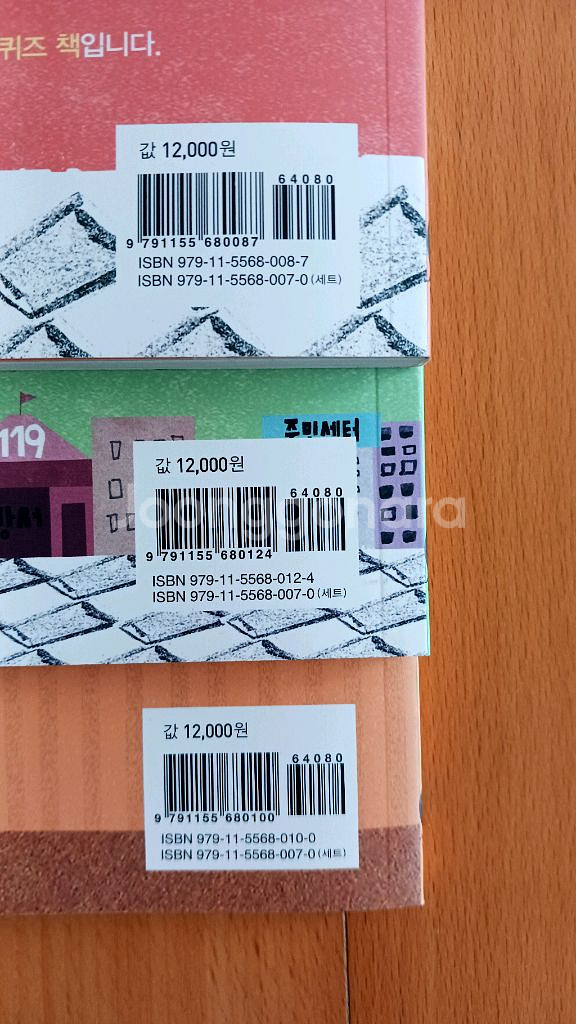 퀴즈 책입니다.
값 12,000원
64080
9 791155 680087
ISBN 979-11-5568-008-7
ISBN 979-11-5568-007-0 (세트)
119
주민센터
방서
값 12,000원
64080
joonggonara
9 791155 680124
ISBN 979-11-5568-012-4
ISBN 979-11-5568-007-0 (세트)
값 12,000원
64080
9 791155 680100
ISBN 979-11-5568-010-0
ISBN 979-11-5568-007-0 (세트)